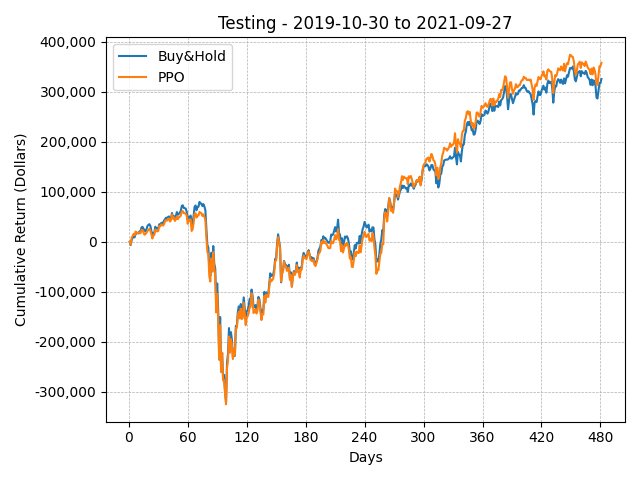 Testing - 2019-10-30 to 2021-09-27
Buy&Hold
PPO
Cumulative Return (Dollars)
400,000
300,000
200,000
100,000
0
-100,000
-200,000
-300,000
0 60 120 180 240 300 360 420 480
Days